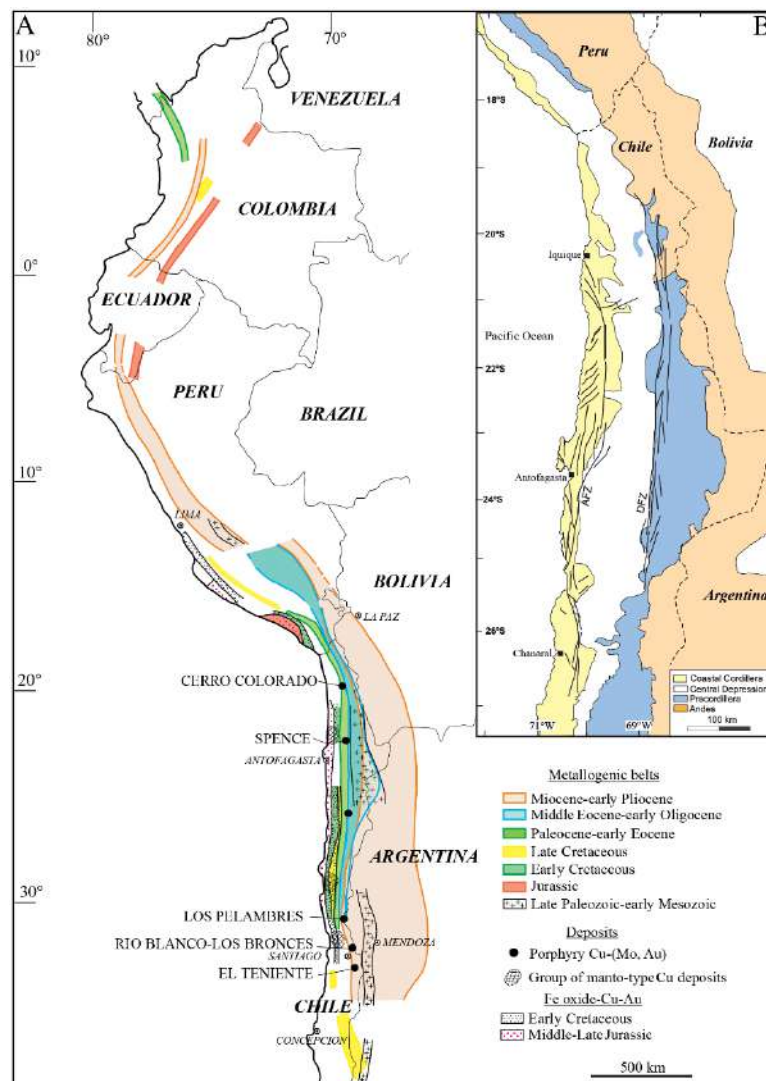 A
80°
70°
10°
0°
10°
20°
30°
VENEZUELA
COLOMBIA
ECUADOR
PERU
BRAZIL
LIMA
BOLIVIA
LA PAZ
CERRO COLORADO
SPENCE
ANTOFAGASTA
ARGENTINA
LOS PELAMBRES
RIO BLANCO-LOS BRONCES
MENDOZA
SANTIAGO
EL TENIENTE
CHILE
CONCEPCION
B
Peru
18°S
Chile
Bolivia
20°S
Iquique
Pacific Ocean
22°S
Antofagasta
24°S
AFZ
DFZ
Argentina
26°S
Chanaral
71°W
69°W
Coastal Cordillera
Central Depression
Precordillera
Andes
100 km
Metallogenic belts
Miocene-early Pliocene
Middle Eocene-early Oligocene
Paleocene-early Eocene
Late Cretaceous
Early Cretaceous
Jurassic
Late Paleozoic-early Mesozoic
Deposits
Porphyry Cu-(Mo, Au)
Group of manto-type Cu deposits
Fe oxide-Cu-Au
Early Cretaceous
Middle-Late Jurassic
500 km